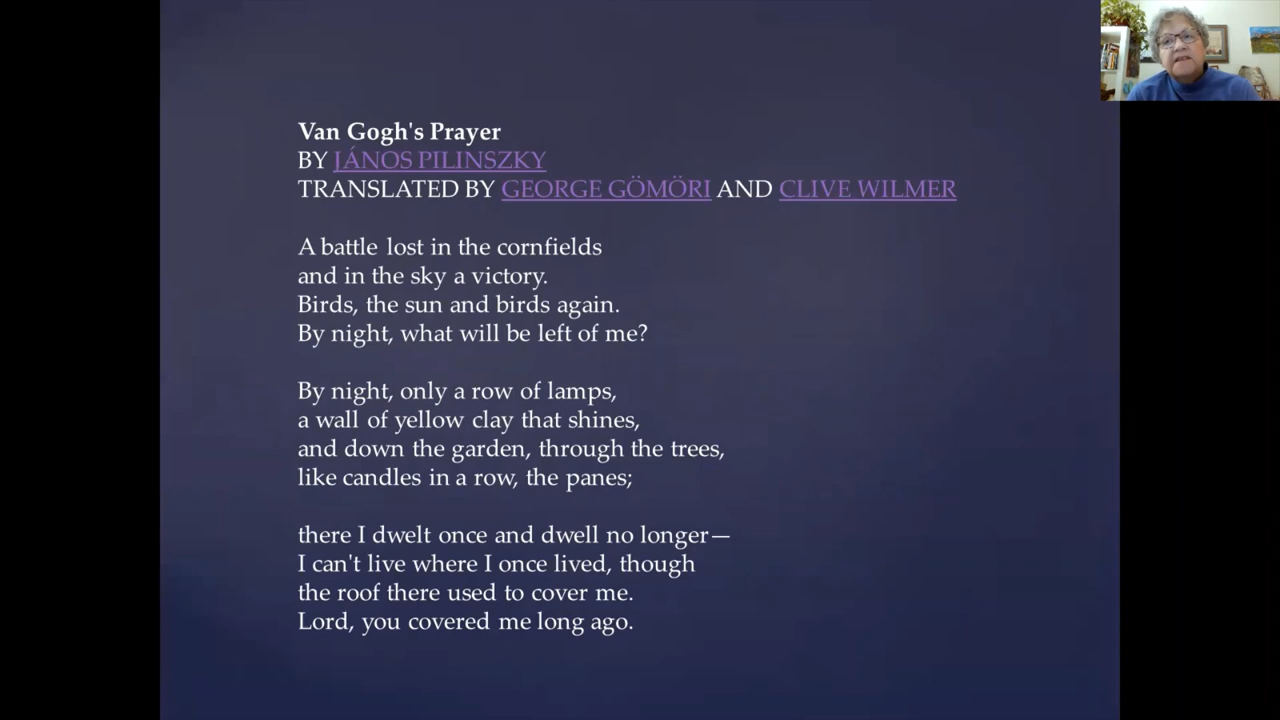 Van Gogh's Prayer
BY JÁNOS PILINSZKY
TRANSLATED BY GEORGE GÖMÖRI AND CLIVE WILMER
A battle lost in the cornfields
and in the sky a victory.
Birds, the sun and birds again.
By night, what will be left of me?
By night, only a row of lamps,
a wall of yellow clay that shines,
and down the garden, through the trees,
like candles in a row, the panes;
there I dwelt once and dwell no longer—
I can't live where I once lived, though
the roof there used to cover me.
Lord, you covered me long ago.